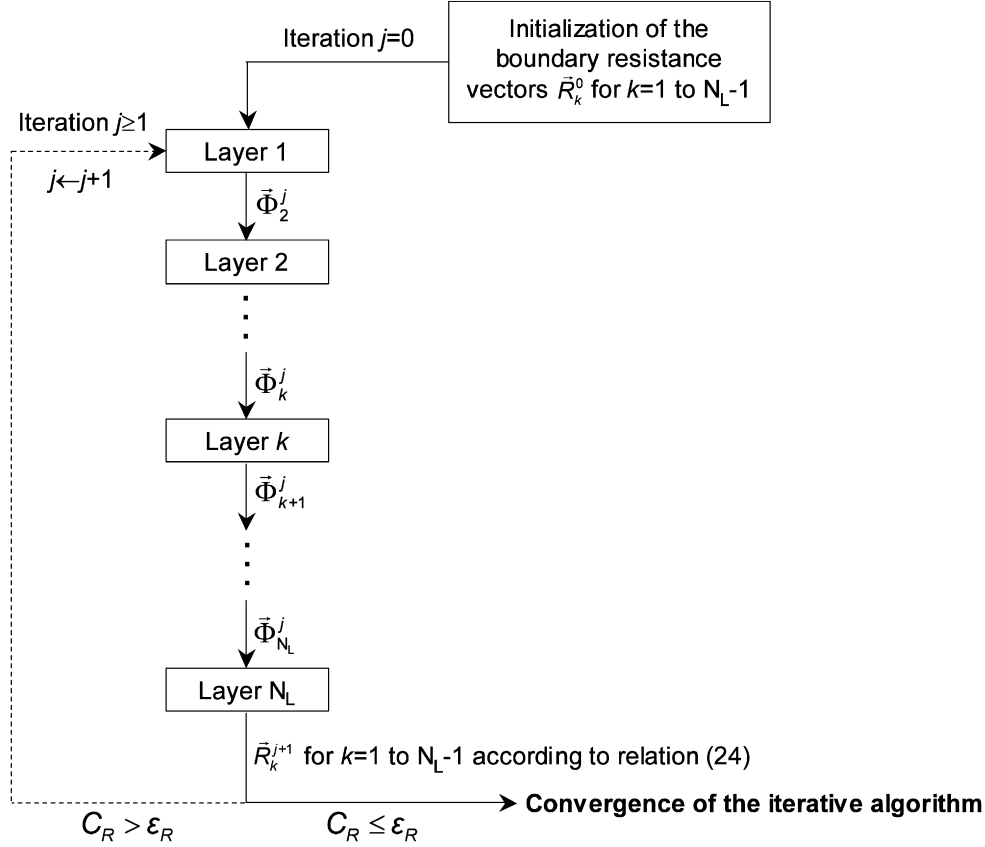 Iteration j=0
Initialization of the
boundary resistance
vectors R⃗ₖ⁰ for k=1 to N_L-1
Iteration j≥1
j←j+1
Layer 1
Φ⃗₂ʲ
Layer 2
Φ⃗ₖʲ
Layer k
Φ⃗ₖ₊₁ʲ
Φ⃗_{N_L}^j
Layer N_L
R⃗ₖʲ⁺¹ for k=1 to N_L-1 according to relation (24)
Convergence of the iterative algorithm
C_R > ε_R
C_R ≤ ε_R